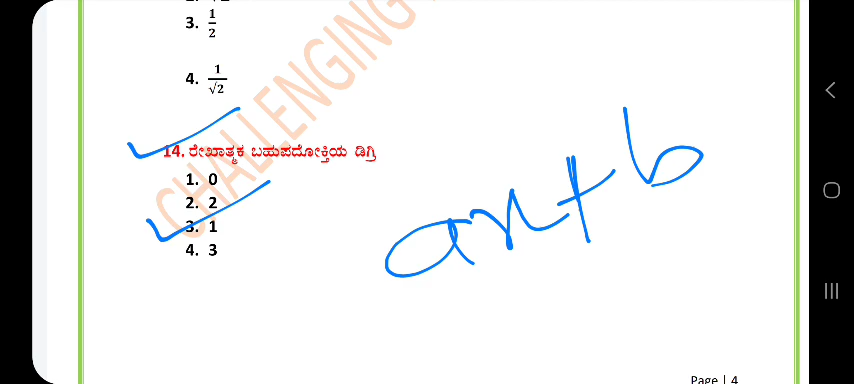 3. 1/2
4. 1/√2
CHALLENGING
14. ರೇಖಾತ್ಮಕ ಬಹುಪದೋಕ್ತಿಯ ಡಿಗ್ರಿ
1. 0
2. 2
3. 1
4. 3
ax+b
Page | 4